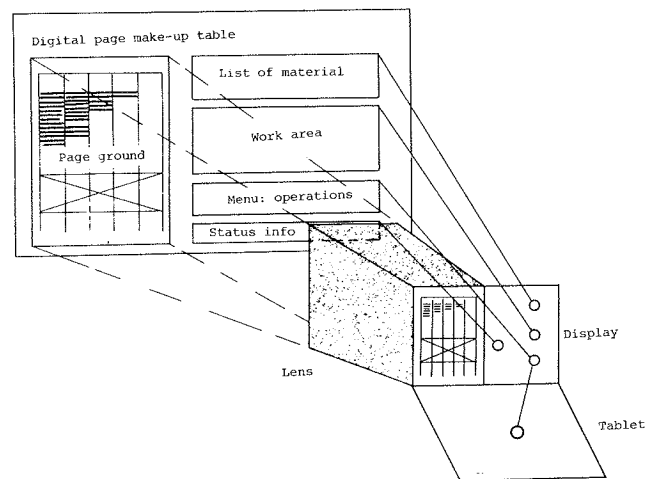 Digital page make-up table
List of material
Work area
Page ground
Menu: operations
Status info
Display
Lens
Tablet